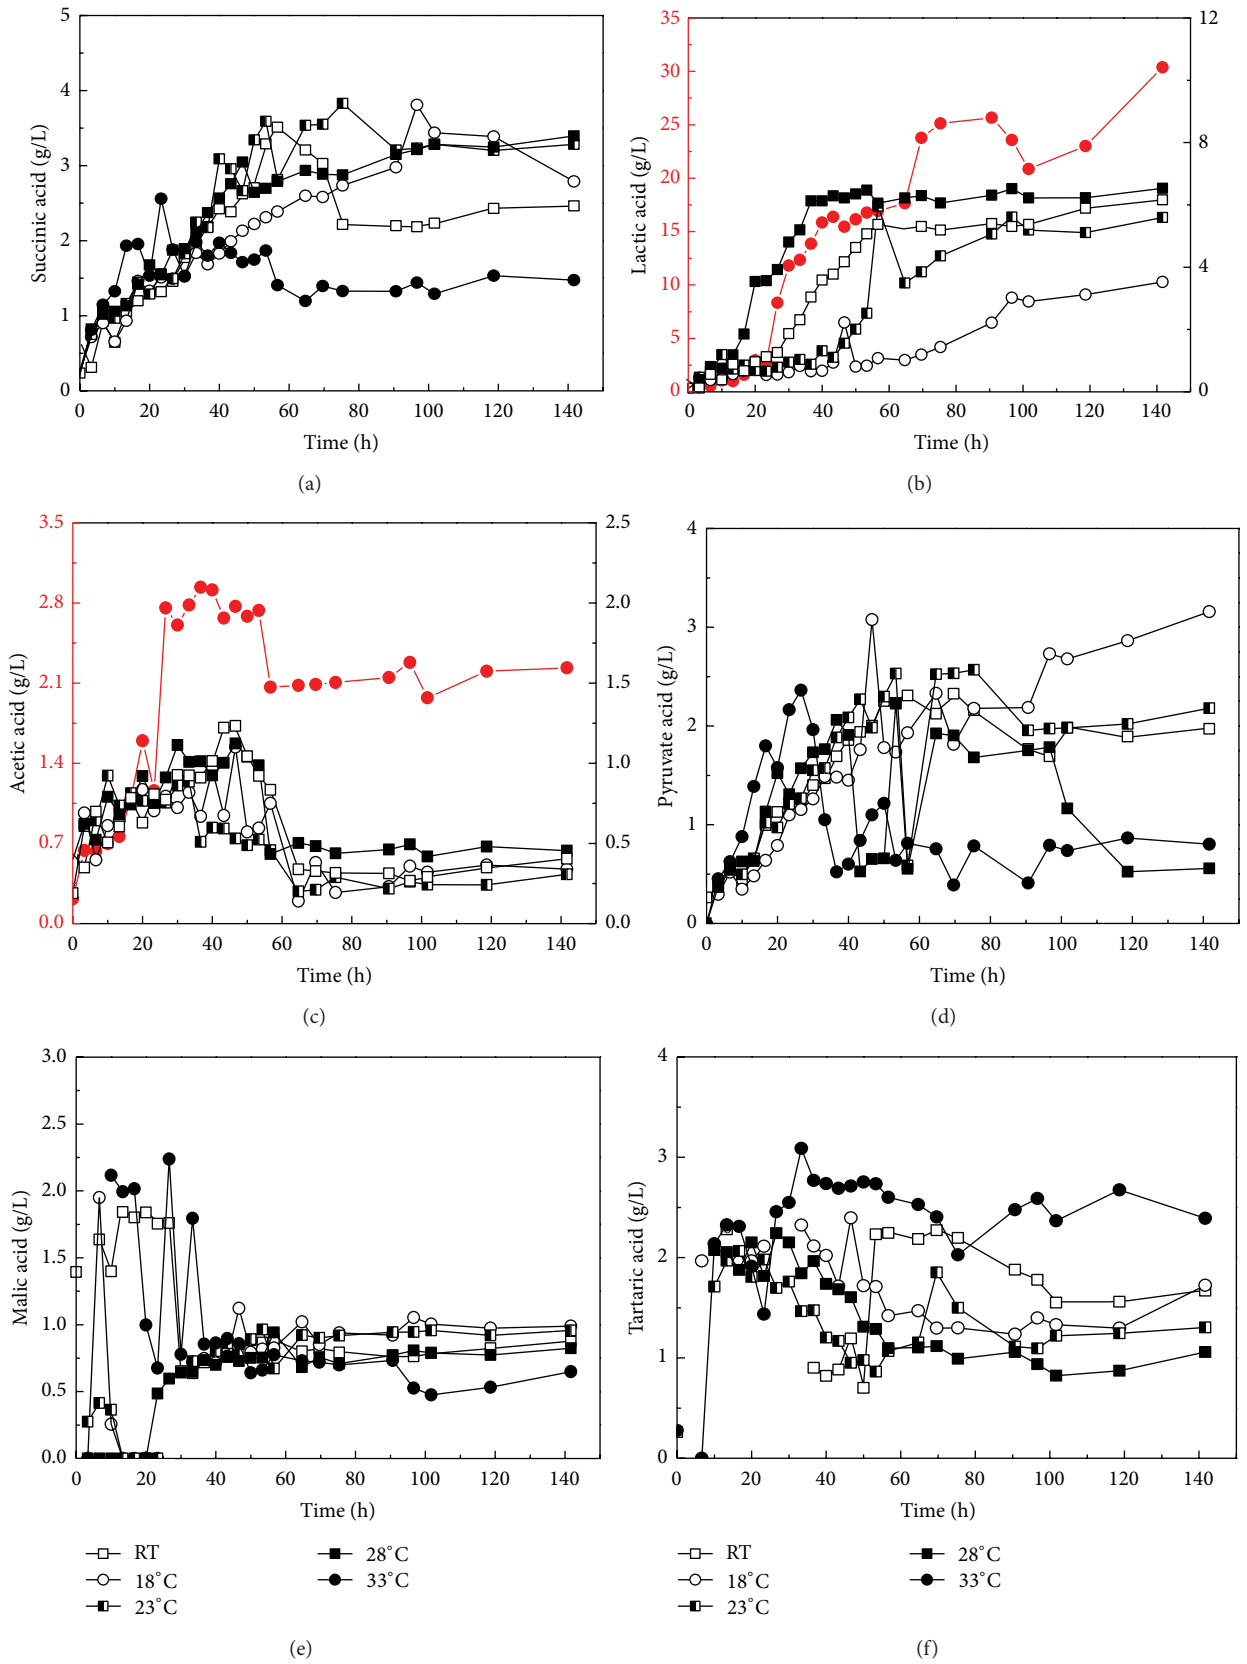 5
4
3
2
1
0
Succinic acid (g/L)
0 20 40 60 80 100 120 140
Time (h)
(a)
35
30
25
20
15
10
5
0
Lactic acid (g/L)
12
8
4
0
0 20 40 60 80 100 120 140
Time (h)
(b)
3.5
2.8
2.1
1.4
0.7
0.0
Acetic acid (g/L)
2.5
2.0
1.5
1.0
0.5
0.0
0 20 40 60 80 100 120 140
Time (h)
(c)
4
3
2
1
0
Pyruvate acid (g/L)
0 20 40 60 80 100 120 140
Time (h)
(d)
3.0
2.5
2.0
1.5
1.0
0.5
0.0
Malic acid (g/L)
0 20 40 60 80 100 120 140
Time (h)
RT
18°C
23°C
28°C
33°C
(e)
4
3
2
1
0
Tartaric acid (g/L)
0 20 40 60 80 100 120 140
Time (h)
RT
18°C
23°C
28°C
33°C
(f)